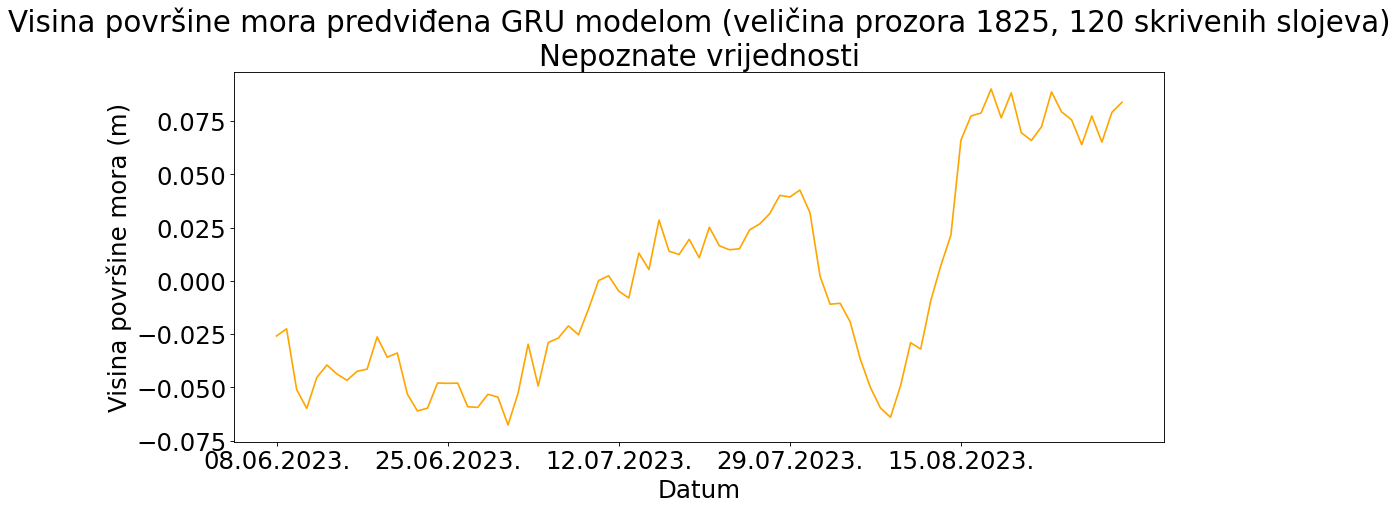 Visina površine mora predviđena GRU modelom (veličina prozora 1825, 120 skrivenih slojeva)
Nepoznate vrijednosti
Visina površine mora (m)
0.075
0.050
0.025
0.000
−0.025
−0.050
−0.075
08.06.2023. 25.06.2023. 12.07.2023. 29.07.2023. 15.08.2023.
Datum